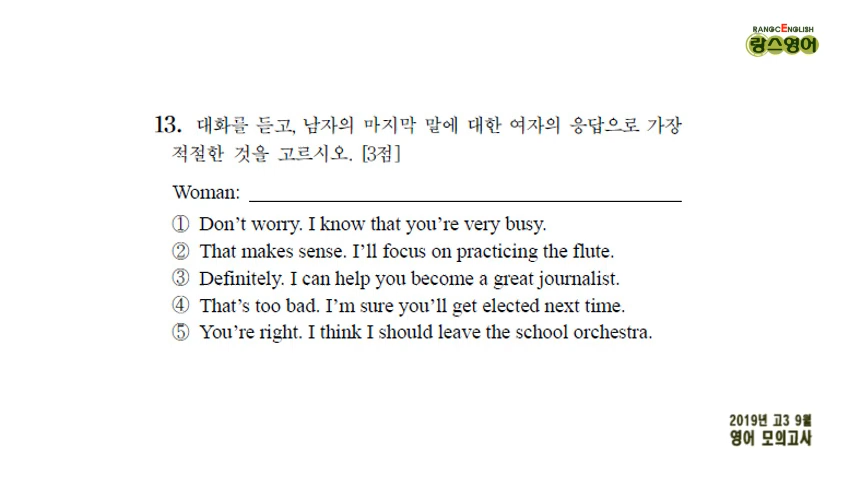 RANGCENGLISH
랑스영어
13. 대화를 듣고, 남자의 마지막 말에 대한 여자의 응답으로 가장
적절한 것을 고르시오. [3점]
Woman:
① Don't worry. I know that you're very busy.
② That makes sense. I'll focus on practicing the flute.
③ Definitely. I can help you become a great journalist.
④ That's too bad. I'm sure you'll get elected next time.
⑤ You're right. I think I should leave the school orchestra.
2019년 고3 9월
영어 모의고사